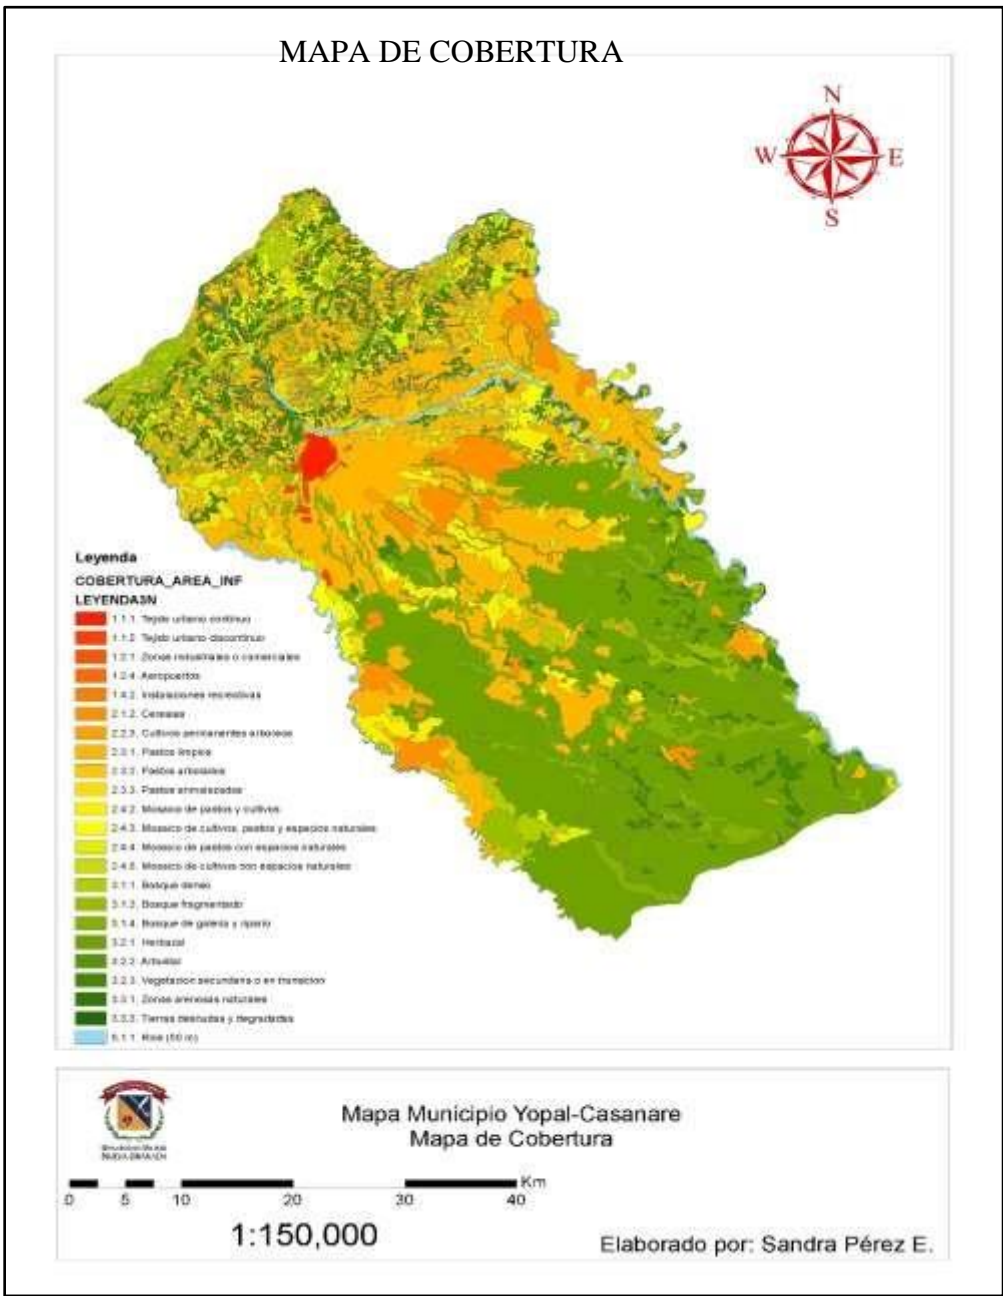 MAPA DE COBERTURA
N
W E
S
Leyenda
COBERTURA_AREA_INF
LEYENDA3N
1.1.1. Tejido urbano continuo
1.1.2. Tejido urbano discontinuo
1.2.1. Zonas industriales o comerciales
1.2.4. Aeropuertos
1.4.2. Instalaciones recreativas
2.1.2. Cereales
2.2.3. Cultivos permanentes arboreos
2.3.1. Pastos limpios
2.3.2. Pastos arbolados
2.3.3. Pastos enmalezados
2.4.2. Mosaico de pastos y cultivos
2.4.3. Mosaico de cultivos, pastos y espacios naturales
2.4.4. Mosaico de pastos con espacios naturales
2.4.5. Mosaico de cultivos con espacios naturales
3.1.1. Bosque denso
3.1.3. Bosque fragmentado
3.1.4. Bosque de galeria y ripario
3.2.1. Herbazal
3.2.2. Arbustal
3.2.3. Vegetacion secundaria o en transicion
3.3.1. Zonas arenosas naturales
3.3.3. Tierras desnudas y degradadas
5.1.1. Rios (50 m)
Mapa Municipio Yopal-Casanare
Mapa de Cobertura
NUEVA GRANADA
Km
0 5 10 20 30 40
1:150,000
Elaborado por: Sandra Pérez E.